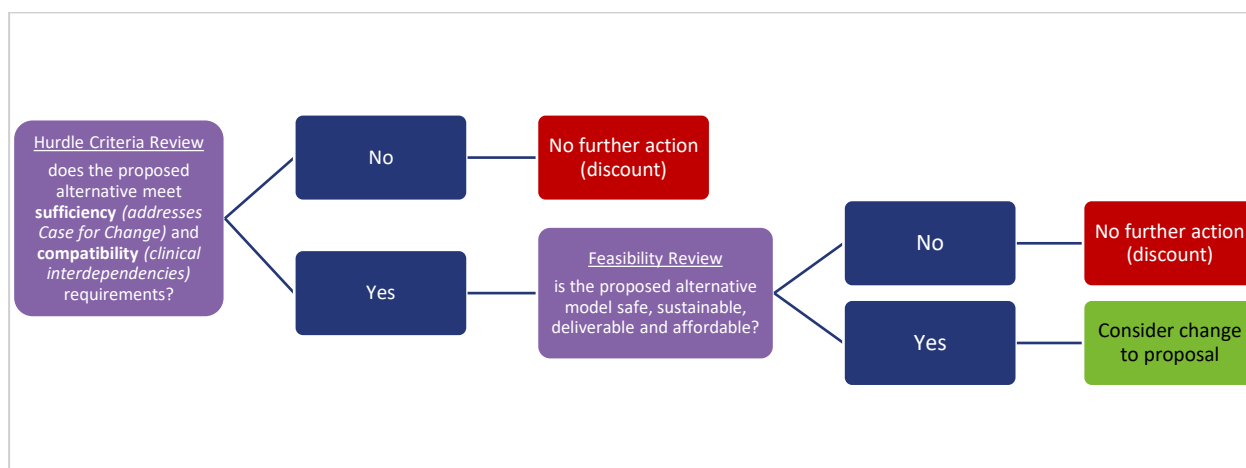 Hurdle Criteria Review
does the proposed
alternative meet
sufficiency (addresses
Case for Change) and
compatibility (clinical
interdependencies)
requirements?
No
No further action
(discount)
Yes
Feasibility Review
is the proposed alternative
model safe, sustainable,
deliverable and affordable?
No
No further action
(discount)
Yes
Consider change
to proposal